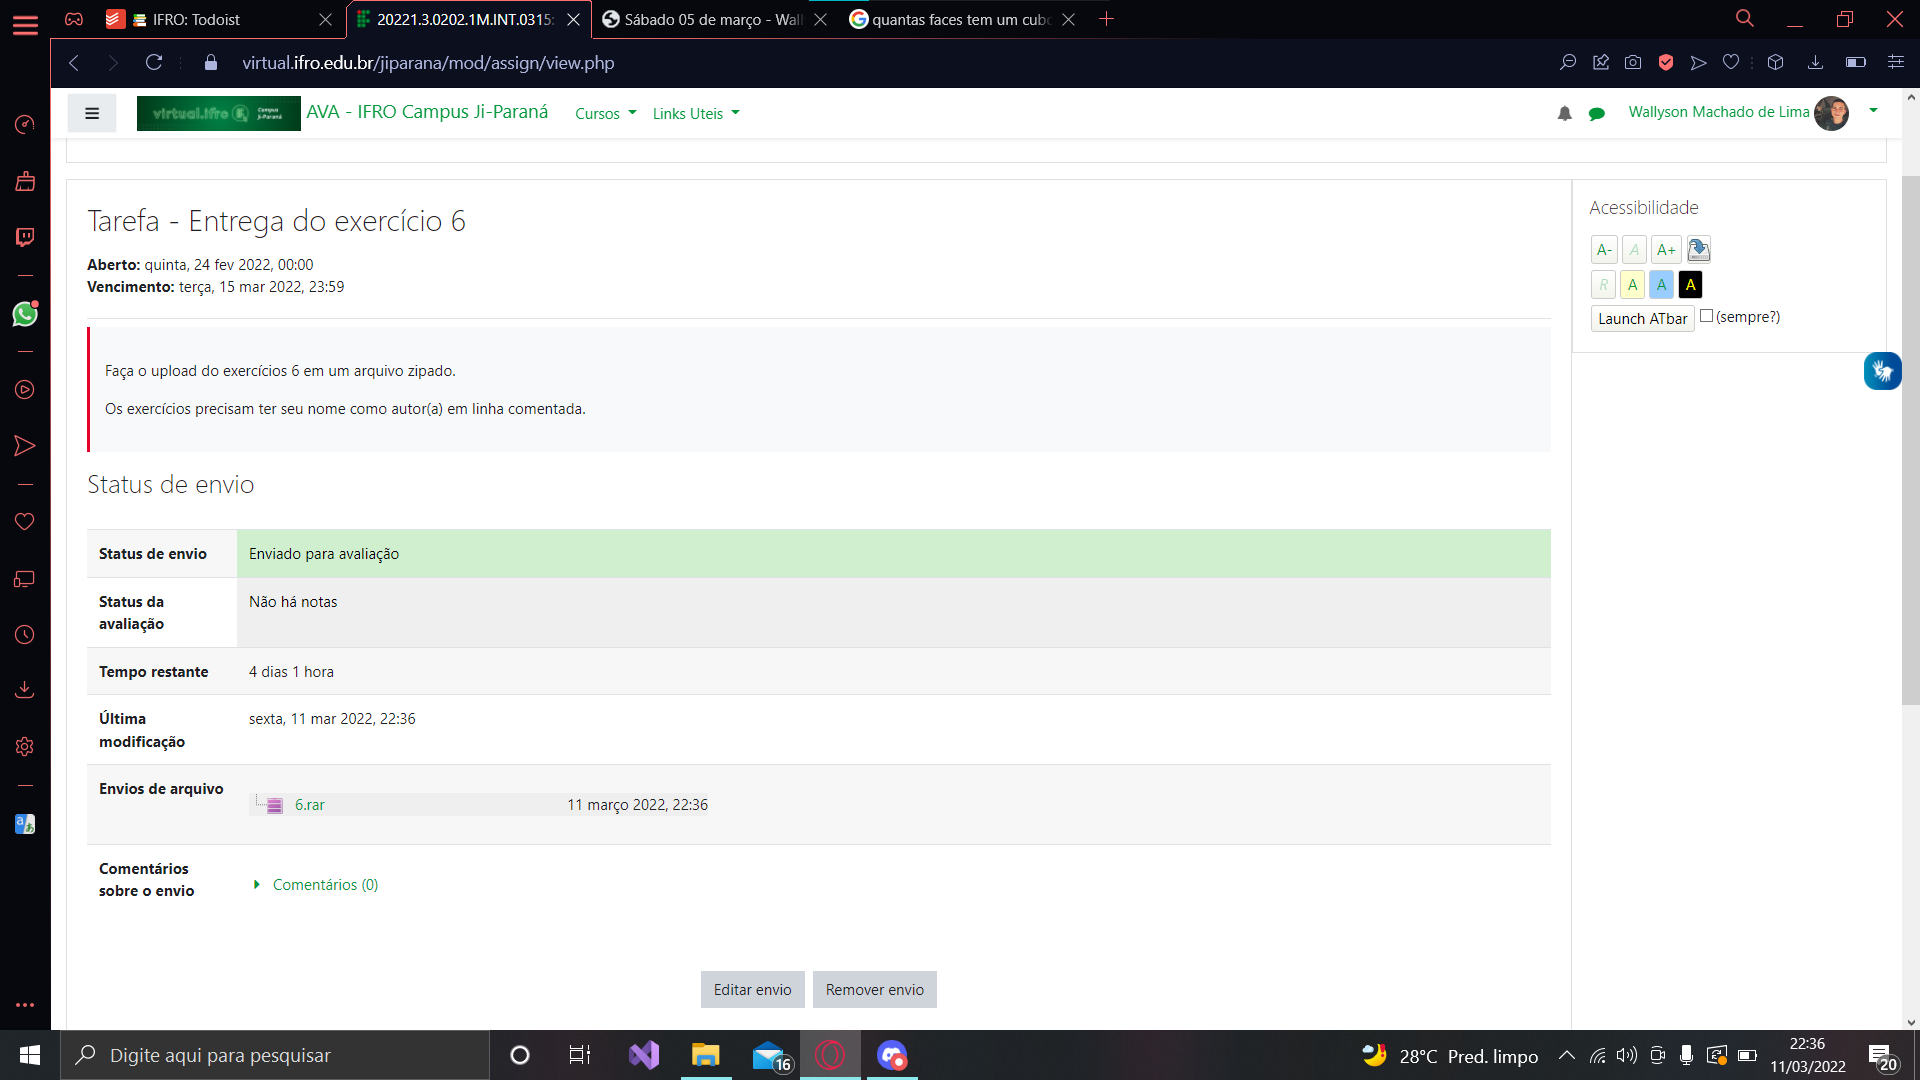 IFRO: Todoist
20221.3.0202.1M.INT.0315:
Sábado 05 de março - Wall
quantas faces tem um cubo
virtual.ifro.edu.br/jiparana/mod/assign/view.php
virtual.ifro
Campus
Ji-Paraná
AVA - IFRO Campus Ji-Paraná
Cursos
Links Uteis
Wallyson Machado de Lima
Tarefa - Entrega do exercício 6
Aberto: quinta, 24 fev 2022, 00:00
Vencimento: terça, 15 mar 2022, 23:59
Faça o upload do exercícios 6 em um arquivo zipado.
Os exercícios precisam ter seu nome como autor(a) em linha comentada.
Status de envio
Status de envio Enviado para avaliação
Status da avaliação Não há notas
Tempo restante 4 dias 1 hora
Última modificação sexta, 11 mar 2022, 22:36
Envios de arquivo
6.rar 11 março 2022, 22:36
Comentários sobre o envio
Comentários (0)
Editar envio Remover envio
Acessibilidade
A- A A+
R A A A
Launch ATbar (sempre?)
Digite aqui para pesquisar
16
28°C Pred. limpo
22:36
11/03/2022
20